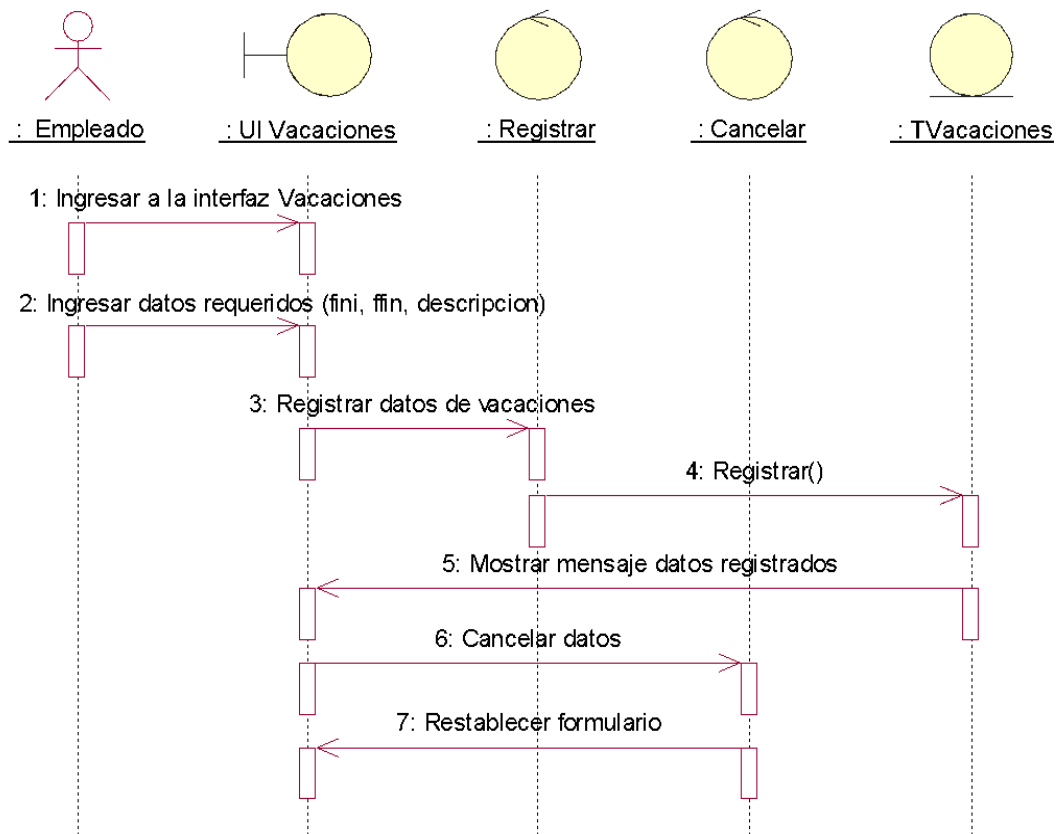 : Empleado
: UI Vacaciones
: Registrar
: Cancelar
: TVacaciones
1: Ingresar a la interfaz Vacaciones
2: Ingresar datos requeridos (fini, ffin, descripcion)
3: Registrar datos de vacaciones
4: Registrar()
5: Mostrar mensaje datos registrados
6: Cancelar datos
7: Restablecer formulario